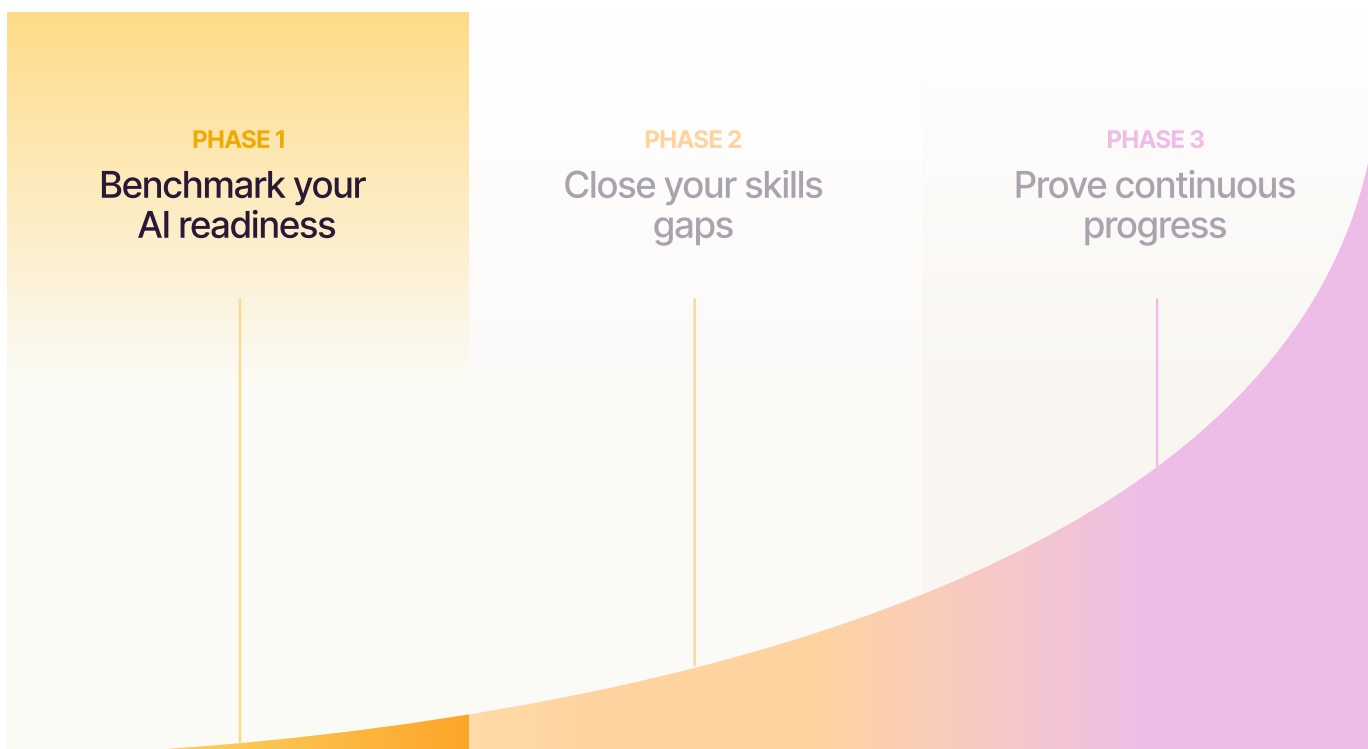 PHASE 1
Benchmark your
AI readiness
PHASE 2
Close your skills
gaps
PHASE 3
Prove continuous
progress